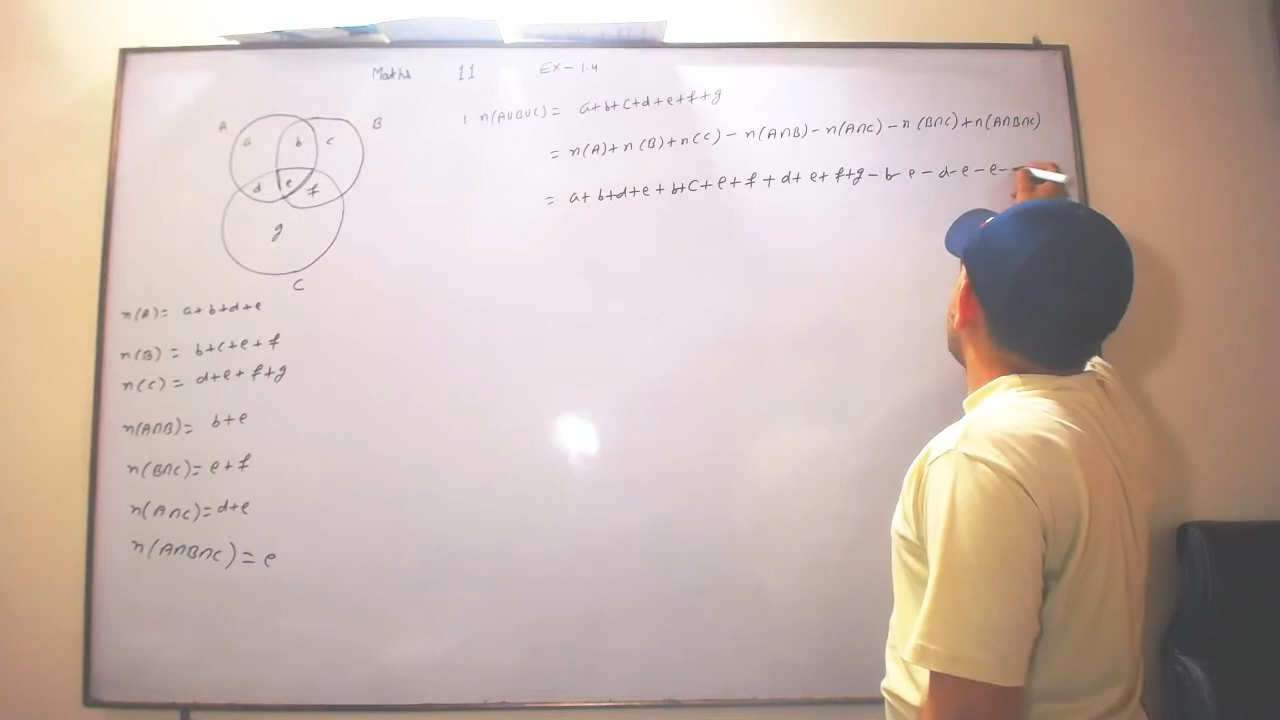 Maths 11 Ex-1.4
A
B
a
b
c
d
e
f
g
C
1 n(A∪B∪C) = a+b+c+d+e+f+g
= n(A)+n(B)+n(C)-n(A∩B)-n(A∩C)-n(B∩C)+n(A∩B∩C)
= a+b+d+e+b+c+e+f+d+e+f+g-b-e-d-e-e-
n(A)= a+b+d+e
n(B) = b+c+e+f
n(C) = d+e+f+g
n(A∩B)= b+e
n(B∩C)= e+f
n(A∩C)= d+e
n(A∩B∩C) = e